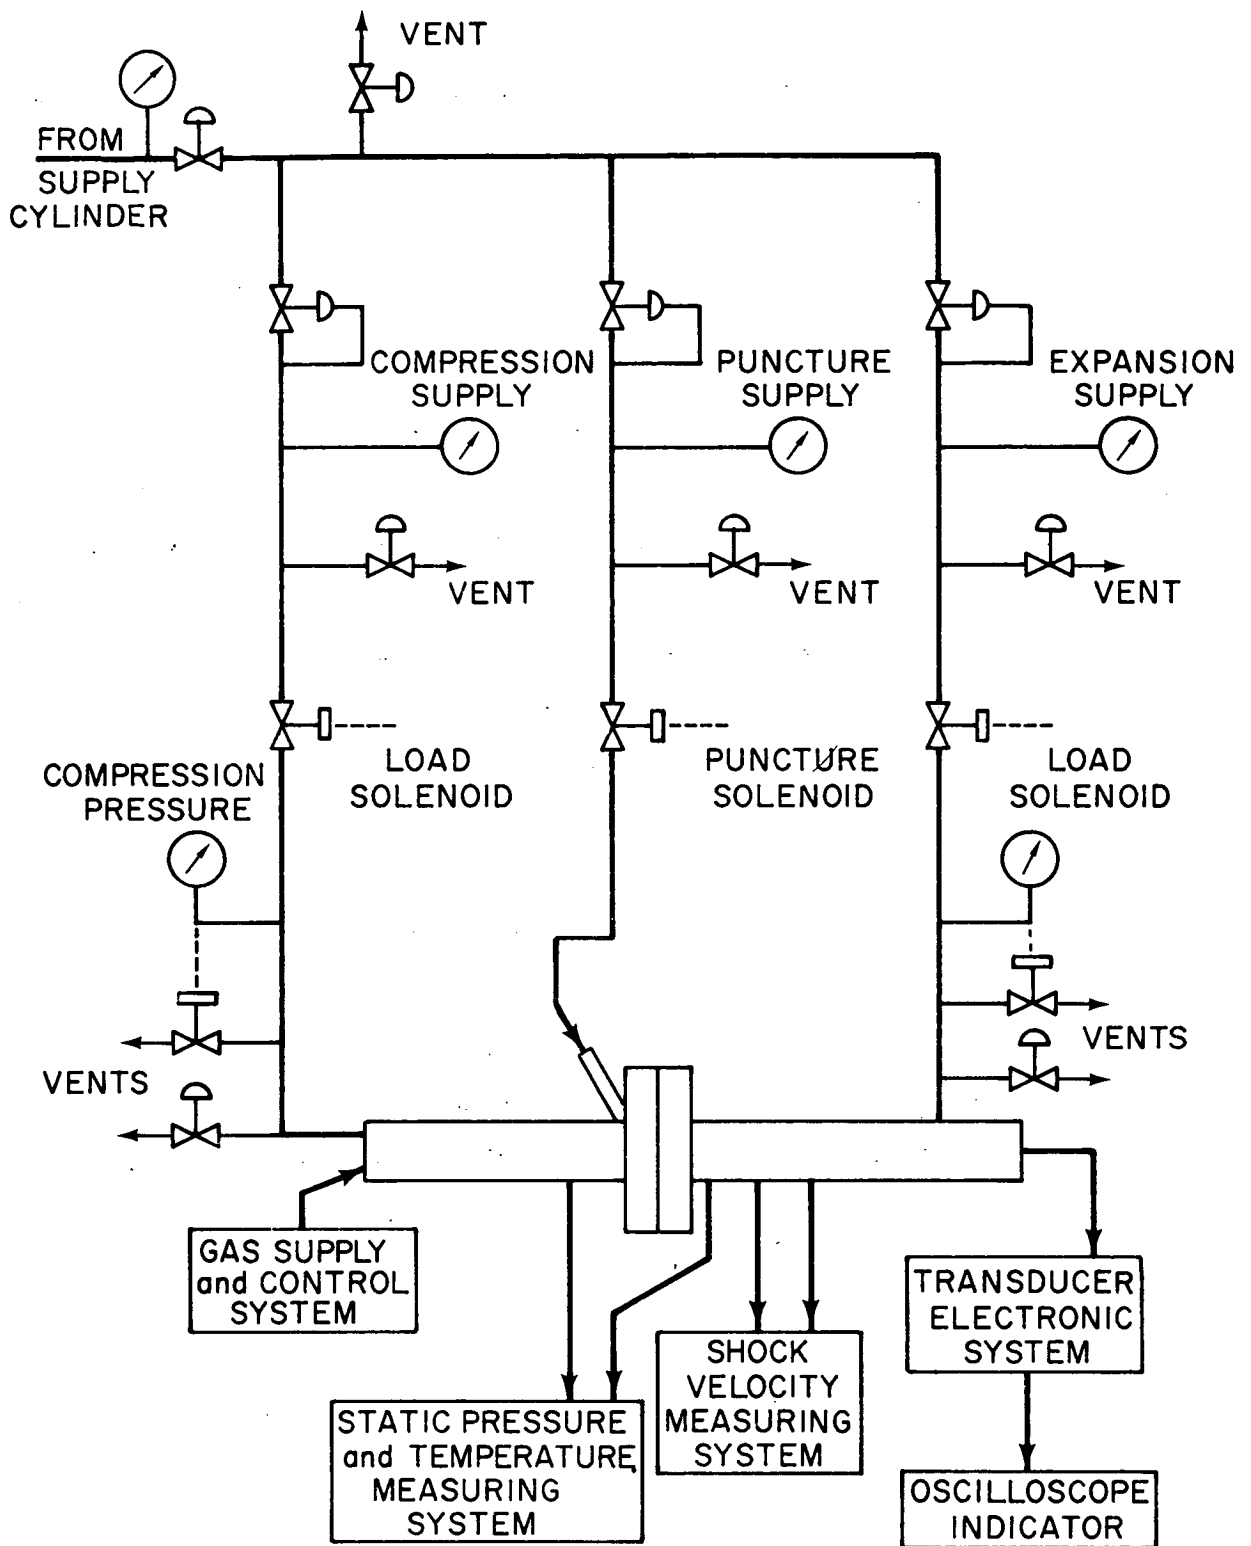 VENT
FROM
SUPPLY
CYLINDER
COMPRESSION
SUPPLY
PUNCTURE
SUPPLY
EXPANSION
SUPPLY
VENT
VENT
VENT
LOAD
SOLENOID
PUNCTURE
SOLENOID
LOAD
SOLENOID
COMPRESSION
PRESSURE
VENTS
VENTS
GAS SUPPLY
and CONTROL
SYSTEM
STATIC PRESSURE
and TEMPERATURE
MEASURING
SYSTEM
SHOCK
VELOCITY
MEASURING
SYSTEM
TRANSDUCER
ELECTRONIC
SYSTEM
OSCILLOSCOPE
INDICATOR